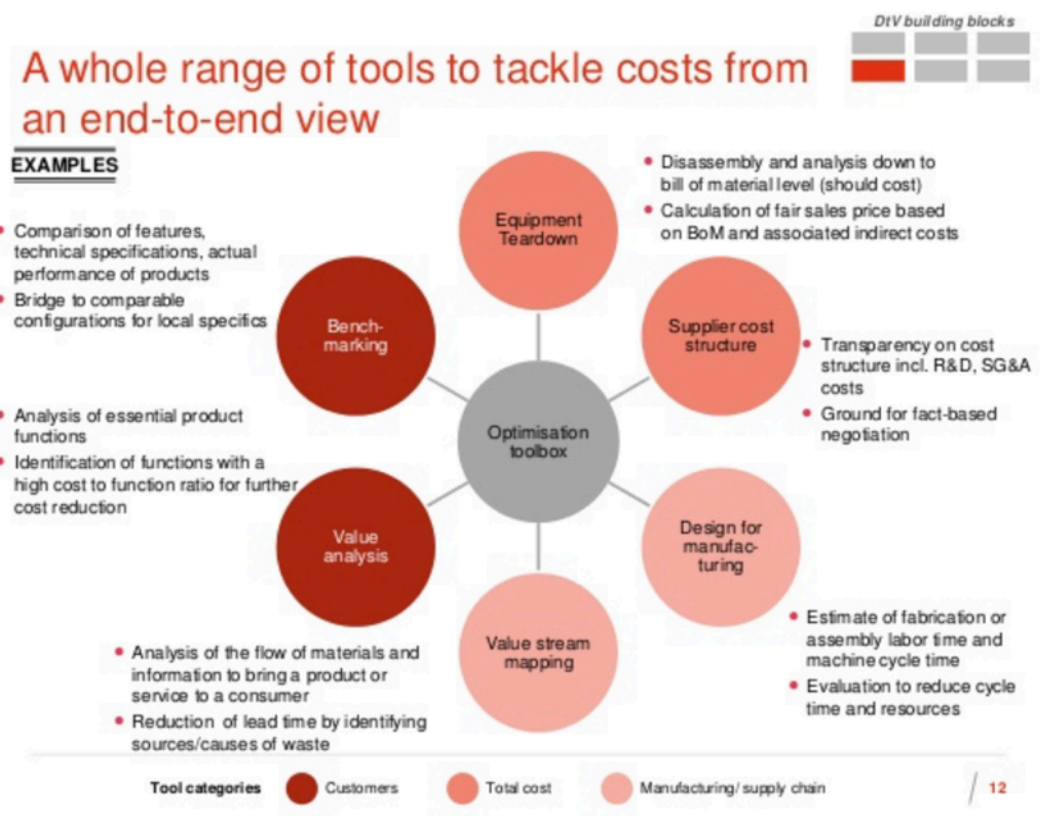 DtV building blocks
A whole range of tools to tackle costs from
an end-to-end view
EXAMPLES
• Disassembly and analysis down to
bill of material level (should cost)
• Calculation of fair sales price based
on BoM and associated indirect costs
Equipment
Teardown
• Comparison of features,
technical specifications, actual
performance of products
• Bridge to comparable
configurations for local specifics
Bench-
marking
Supplier cost
structure
• Transparency on cost
structure incl. R&D, SG&A
costs
• Ground for fact-based
negotiation
Optimisation
toolbox
• Analysis of essential product
functions
• Identification of functions with a
high cost to function ratio for further
cost reduction
Value
analysis
Design for
manufac-
turing
• Estimate of fabrication or
assembly labor time and
machine cycle time
• Evaluation to reduce cycle
time and resources
Value stream
mapping
• Analysis of the flow of materials and
information to bring a product or
service to a consumer
• Reduction of lead time by identifying
sources/causes of waste
Tool categories
Customers
Total cost
Manufacturing/ supply chain
12